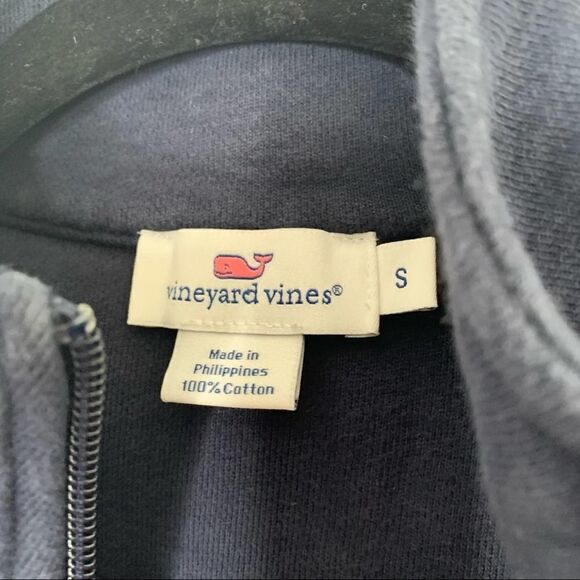 vineyard vines®
S
Made in
Philippines
100% Cotton